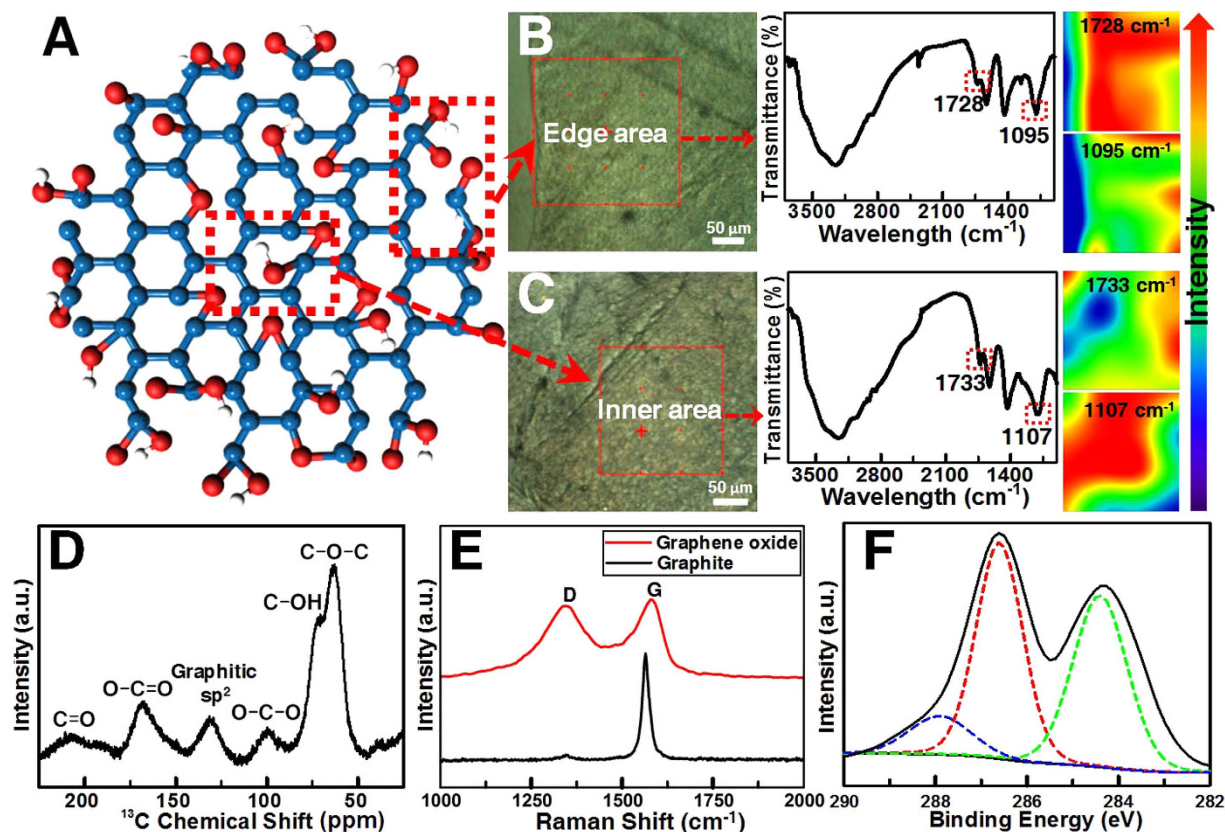 A
B
Edge area
50 μm
Transmittance (%)
1728
1095
3500 2800 2100 1400
Wavelength (cm-1)
1728 cm-1
1095 cm-1
Intensity
C
Inner area
50 μm
Transmittance (%)
1733
1107
3500 2800 2100 1400
Wavelength (cm-1)
1733 cm-1
1107 cm-1
D
C-O-C
C-OH
Graphitic
sp2
O-C=O
C=O
O-C-O
Intensity (a.u.)
200 150 100 50
13C Chemical Shift (ppm)
E
Graphene oxide
Graphite
D
G
Intensity (a.u.)
1000 1250 1500 1750 2000
Raman Shift (cm-1)
F
Intensity (a.u.)
290 288 286 284 282
Binding Energy (eV)